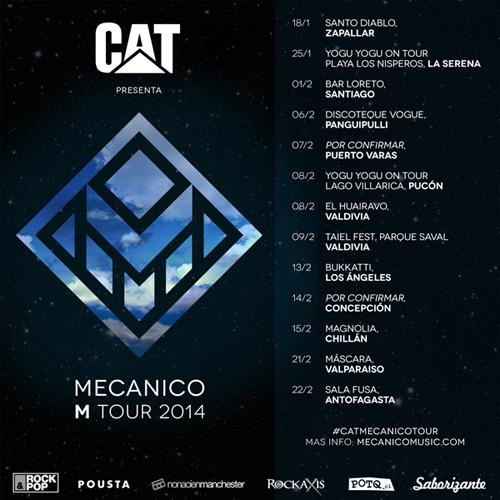 CAT
PRESENTA
MECANICO
M TOUR 2014
18/1 SANTO DIABLO,
ZAPALLAR
25/1 YOGU YOGU ON TOUR
PLAYA LOS NISPEROS, LA SERENA
01/2 BAR LORETO,
SANTIAGO
06/2 DISCOTEQUE VOGUE,
PANGUIPULLI
07/2 POR CONFIRMAR,
PUERTO VARAS
08/2 YOGU YOGU ON TOUR
LAGO VILLARICA, PUCÓN
08/2 EL HUAIRAVO,
VALDIVIA
09/2 TAIEL FEST, PARQUE SAVAL
VALDIVIA
13/2 BUKKATTI,
LOS ÁNGELES
14/2 POR CONFIRMAR,
CONCEPCIÓN
15/2 MAGNOLIA,
CHILLÁN
21/2 MÁSCARA,
VALPARAISO
22/2 SALA FUSA,
ANTOFAGASTA
#CATMECANICOTOUR
MAS INFO: MECANICOMUSIC.COM
ROCK
&POP
POUSTA
nonacienmanchester
ROCKAXIS
POTQ.cl
Saborizante